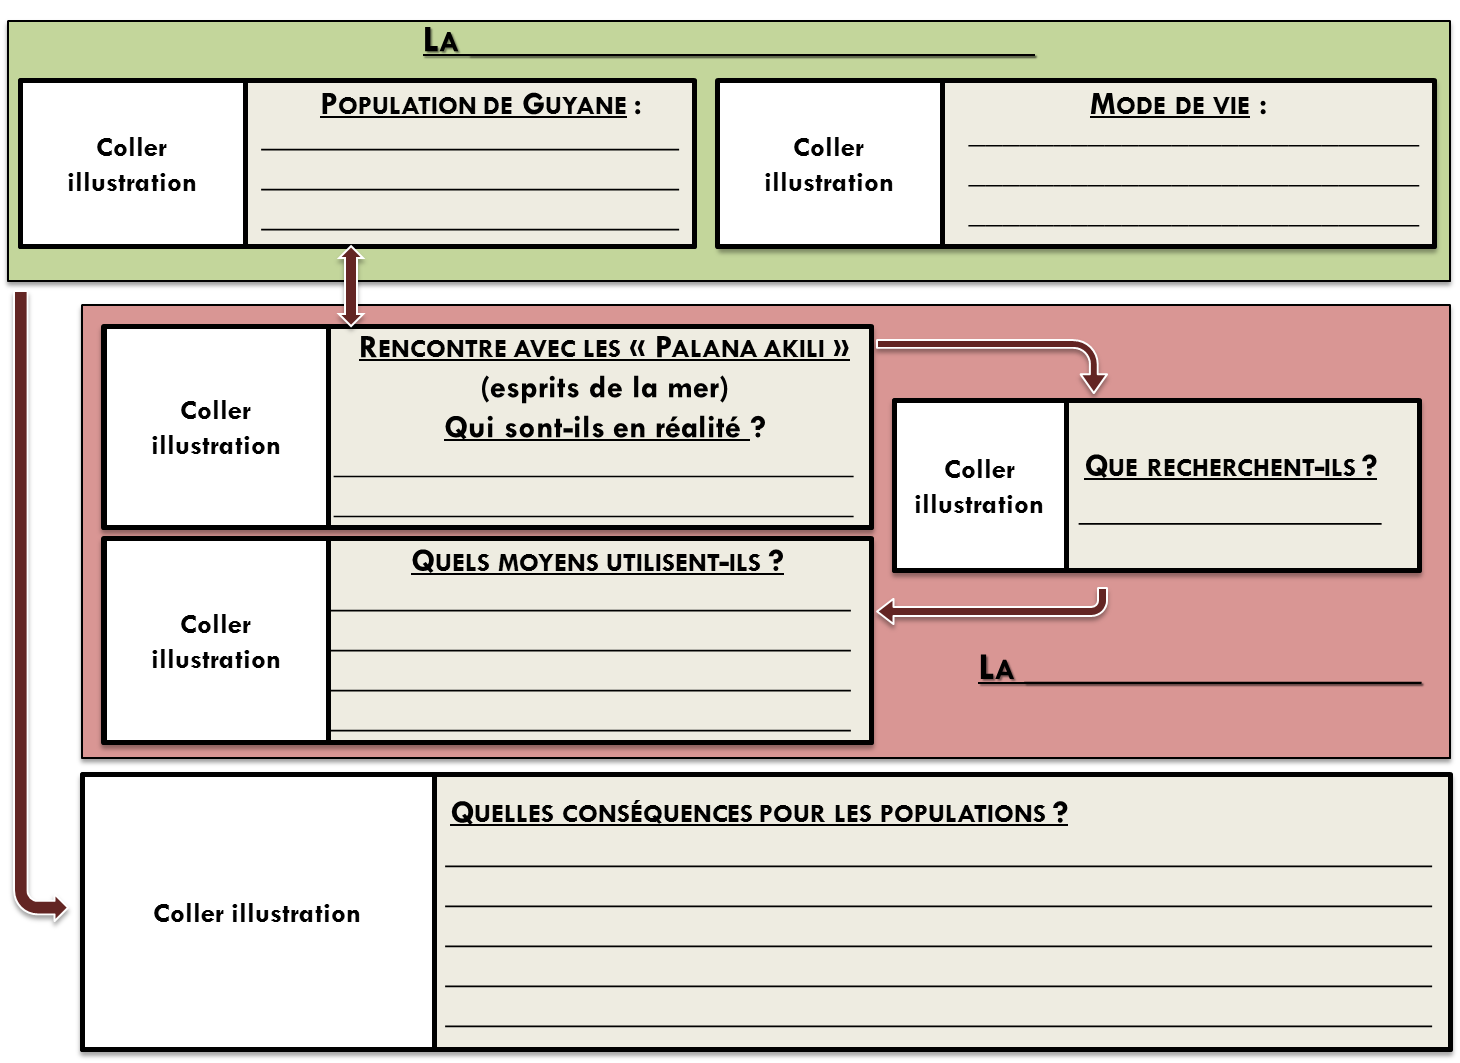 LA
POPULATION DE GUYANE :
Coller
illustration
MODE DE VIE :
Coller
illustration
RENCONTRE AVEC LES « PALANA AKILI »
(esprits de la mer)
Qui sont-ils en réalité ?
Coller
illustration
QUE RECHERCHENT-ILS ?
Coller
illustration
QUELS MOYENS UTILISENT-ILS ?
Coller
illustration
LA
QUELLES CONSÉQUENCES POUR LES POPULATIONS ?
Coller illustration